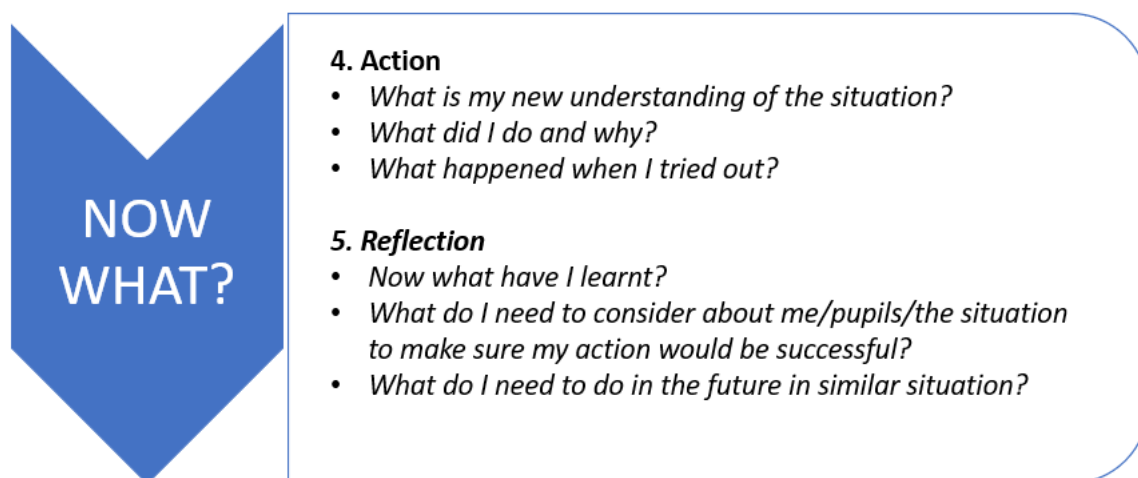 NOW
WHAT?
4. Action
• What is my new understanding of the situation?
• What did I do and why?
• What happened when I tried out?
5. Reflection
• Now what have I learnt?
• What do I need to consider about me/pupils/the situation
to make sure my action would be successful?
• What do I need to do in the future in similar situation?